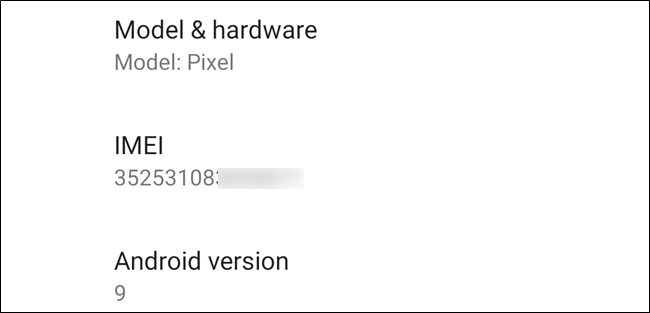 Model & hardware
Model: Pixel
IMEI
35253108
Android version
9